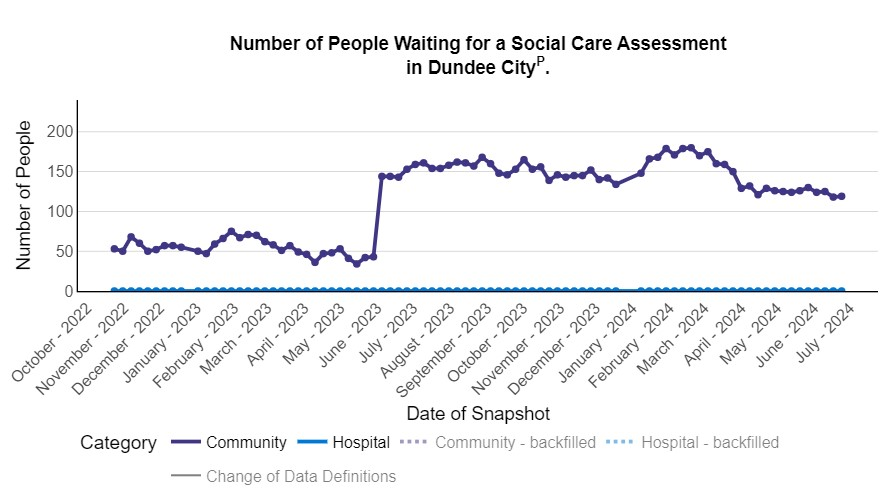 Number of People Waiting for a Social Care Assessment
in Dundee Cityᴾ.
Number of People
200
150
100
50
0
October - 2022
November - 2022
December - 2022
January - 2023
February - 2023
March - 2023
April - 2023
May - 2023
June - 2023
July - 2023
August - 2023
September - 2023
October - 2023
November - 2023
December - 2023
January - 2024
February - 2024
March - 2024
April - 2024
May - 2024
June - 2024
July - 2024
Date of Snapshot
Category Community Hospital Community - backfilled Hospital - backfilled
Change of Data Definitions